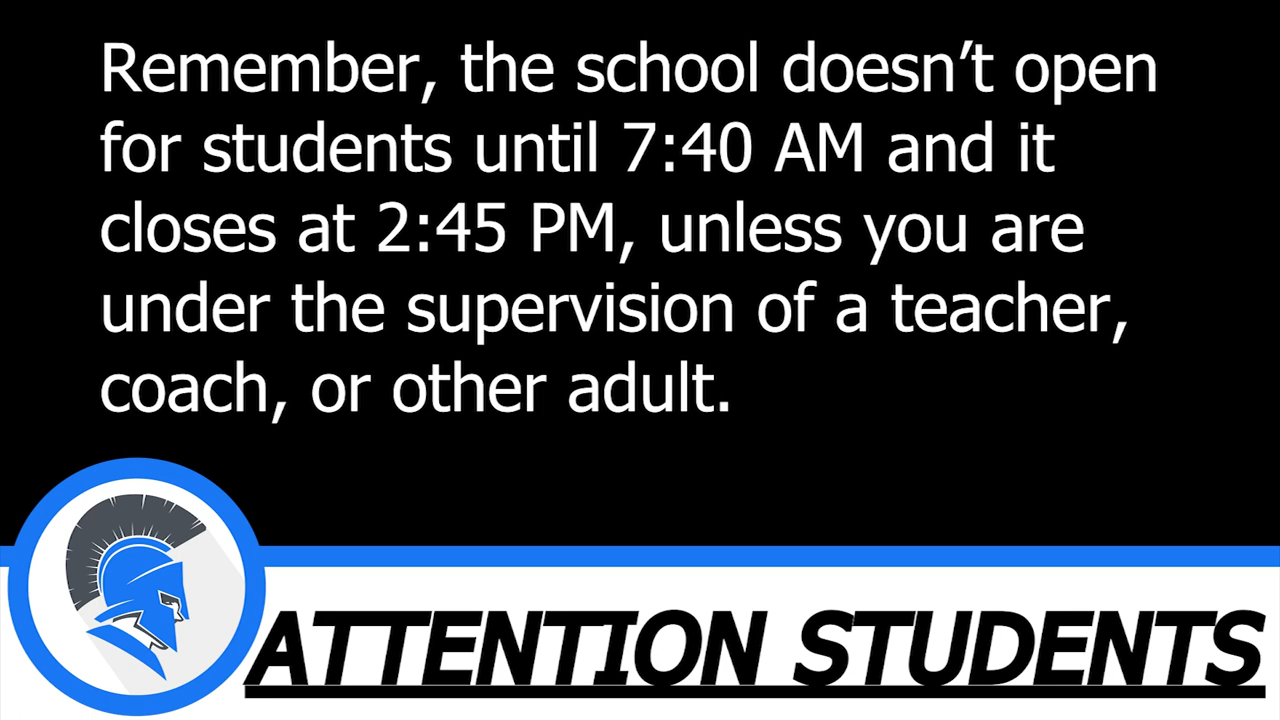 Remember, the school doesn’t open
for students until 7:40 AM and it
closes at 2:45 PM, unless you are
under the supervision of a teacher,
coach, or other adult.
ATTENTION STUDENTS